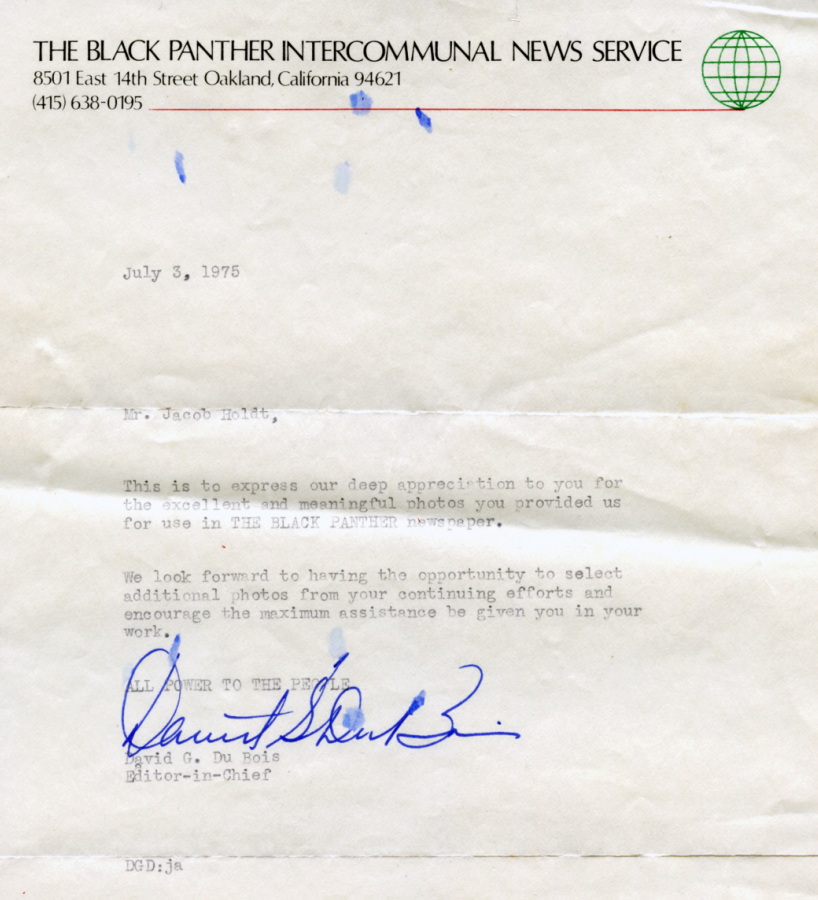 THE BLACK PANTHER INTERCOMMUNAL NEWS SERVICE
8501 East 14th Street Oakland, California 94621
(415) 638-0195
July 3, 1975
Mr. Jacob Holdt,
This is to express our deep appreciation to you for
the excellent and meaningful photos you provided us
for use in THE BLACK PANTHER newspaper.
We look forward to having the opportunity to select
additional photos from your continuing efforts and
encourage the maximum assistance be given you in your
work.
ALL POWER TO THE PEOPLE
David G. Du Bois
David G. Du Bois
Editor-in-Chief
DGD:ja